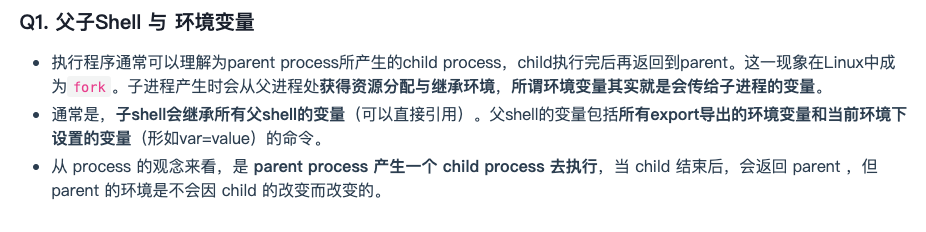 Q1. 父子Shell 与 环境变量
执行程序通常可以理解为parent process所产生的child process，child执行完后再返回到parent。这一现象在Linux中成
为 fork 。子进程产生时会从父进程处获得资源分配与继承环境，所谓环境变量其实就是会传给子进程的变量。
通常是，子shell会继承所有父shell的变量（可以直接引用）。父shell的变量包括所有export导出的环境变量和当前环境下
设置的变量（形如var=value）的命令。
从 process 的观念来看，是 parent process 产生一个 child process 去执行，当 child 结束后，会返回 parent ，但
parent 的环境是不会因 child 的改变而改变的。